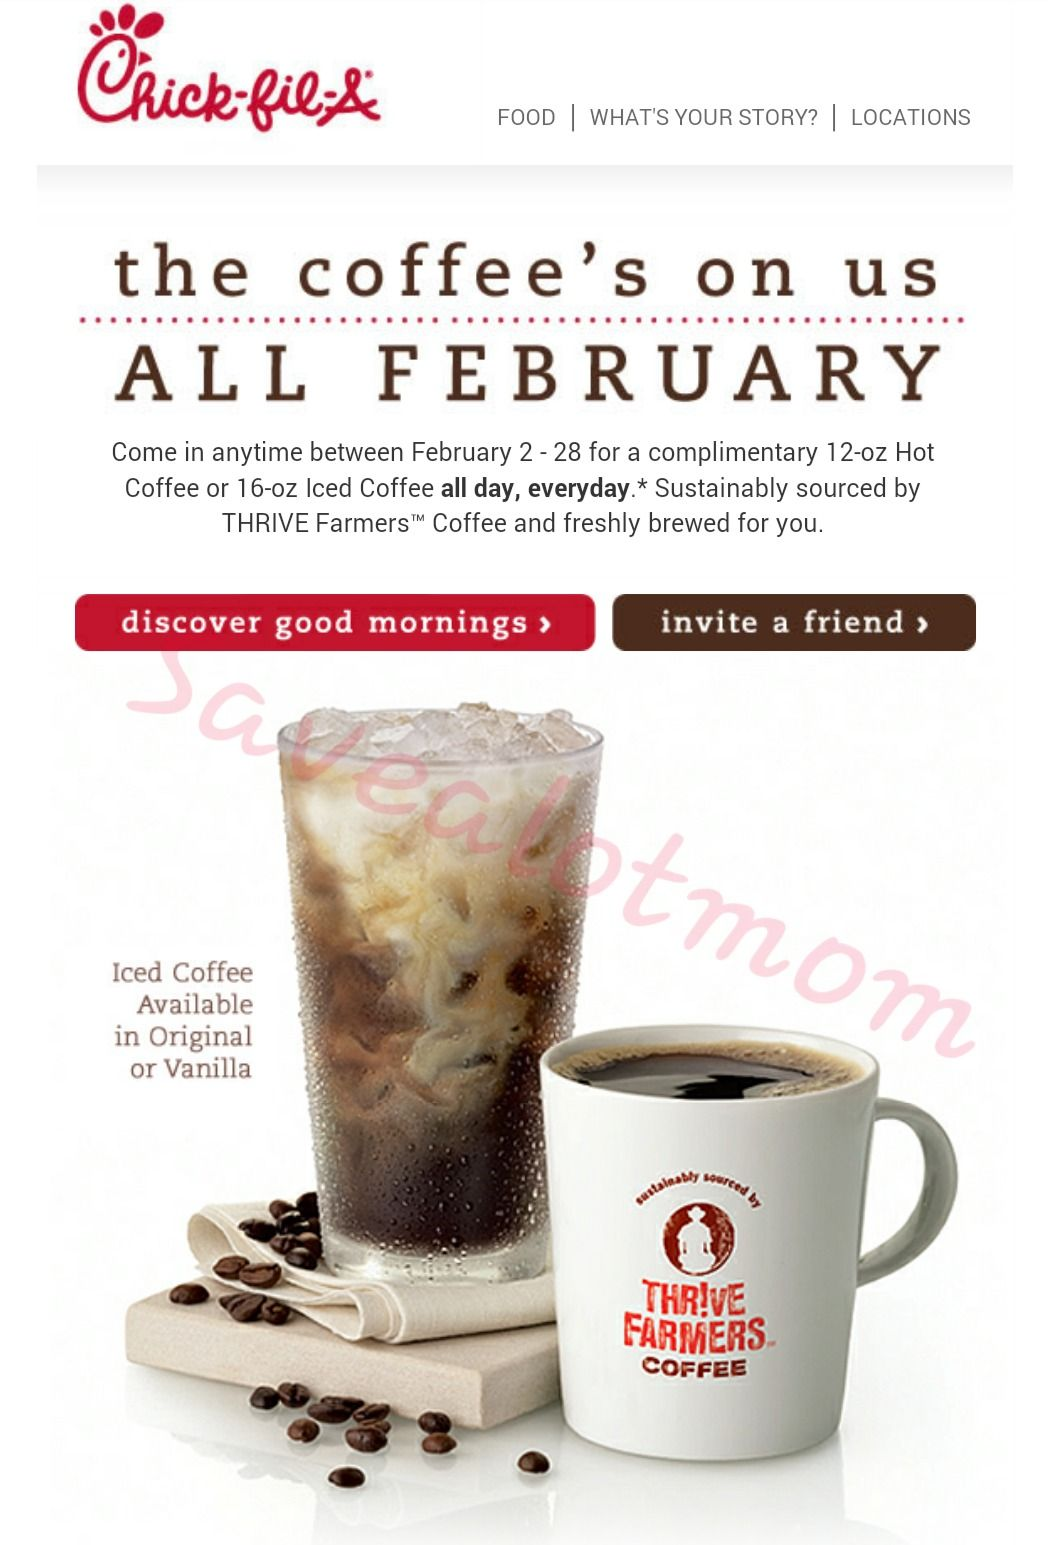 Chick-fil-A®
FOOD | WHAT'S YOUR STORY? | LOCATIONS
the coffee's on us
ALL FEBRUARY
Come in anytime between February 2 - 28 for a complimentary 12-oz Hot
Coffee or 16-oz Iced Coffee all day, everyday.* Sustainably sourced by
THRIVE Farmers™ Coffee and freshly brewed for you.
discover good mornings ›
invite a friend ›
Savealotmom
Iced Coffee
Available
in Original
or Vanilla
sustainably sourced by
THR!VE
FARMERS™
COFFEE